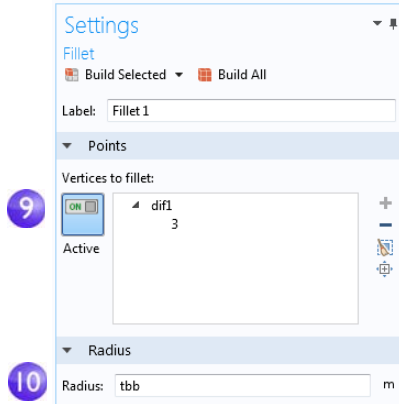 Settings
Fillet
Build Selected Build All
Label: Fillet 1
Points
Vertices to fillet:
9
ON
dif1
3
Active
Radius
10
Radius: tbb m